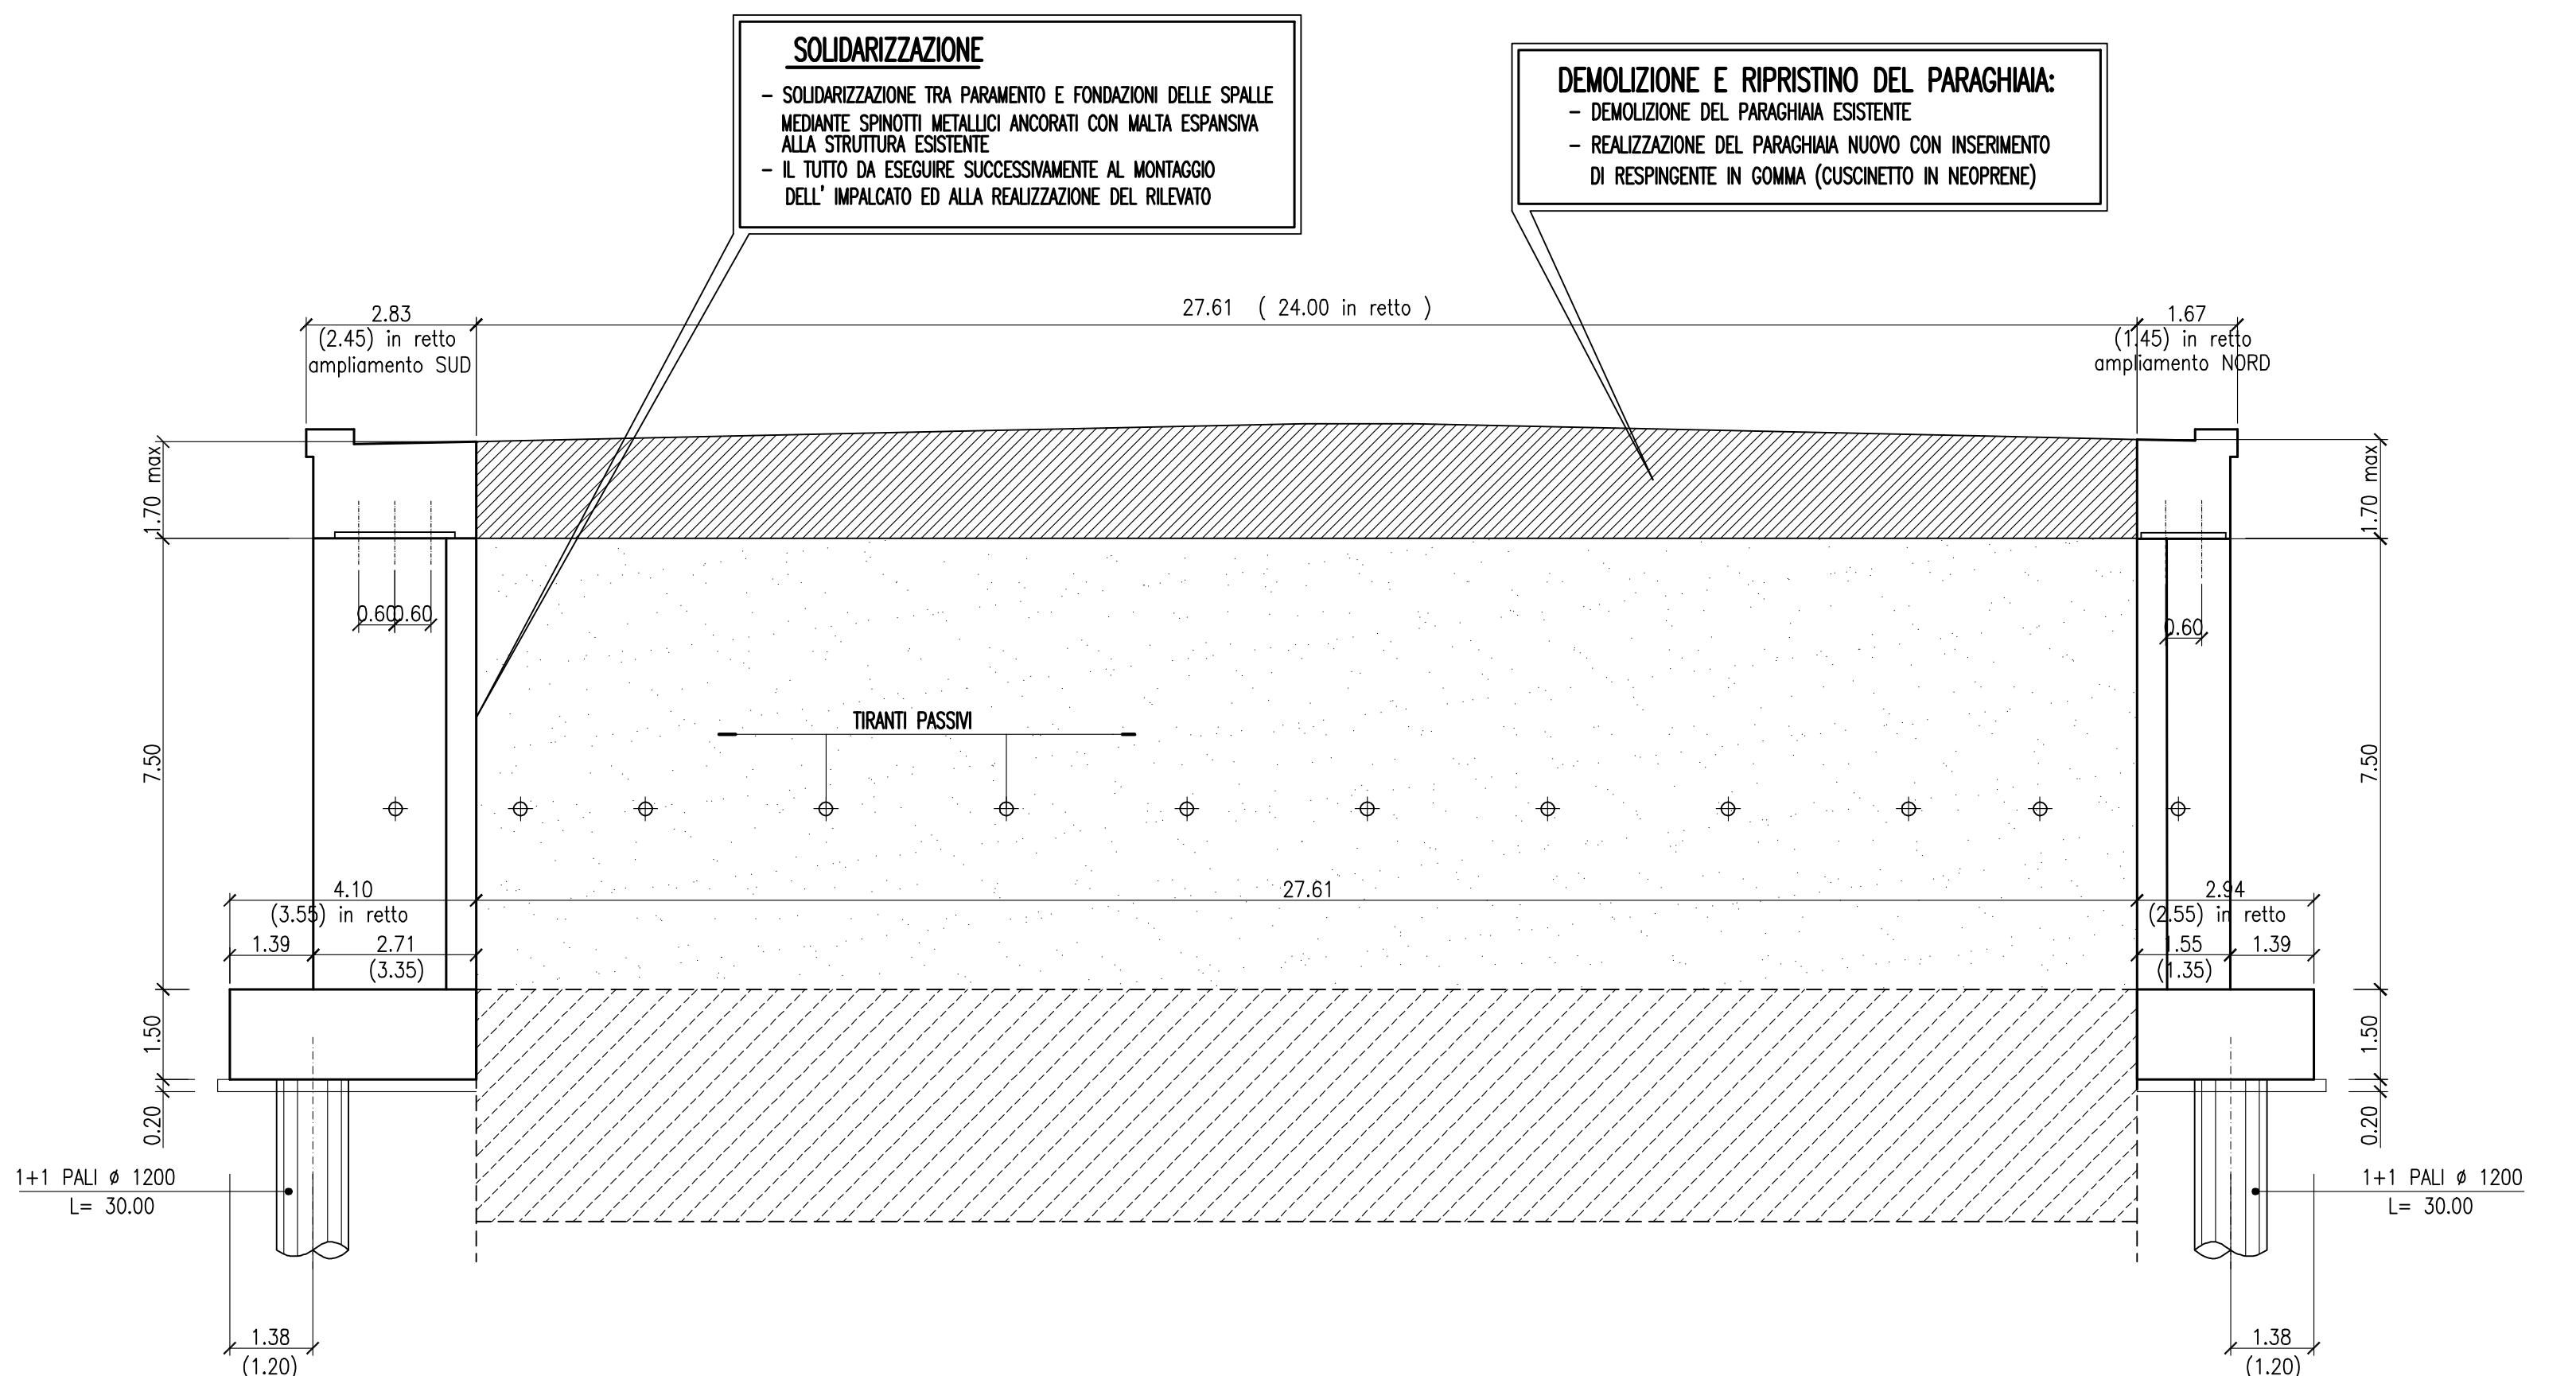 SOLIDARIZZAZIONE
- SOLIDARIZZAZIONE TRA PARAMENTO E FONDAZIONI DELLE SPALLE
MEDIANTE SPINOTTI METALLICI ANCORATI CON MALTA ESPANSIVA
ALLA STRUTTURA ESISTENTE
- IL TUTTO DA ESEGUIRE SUCCESSIVAMENTE AL MONTAGGIO
DELL' IMPALCATO ED ALLA REALIZZAZIONE DEL RILEVATO
DEMOLIZIONE E RIPRISTINO DEL PARAGHIAIA:
- DEMOLIZIONE DEL PARAGHIAIA ESISTENTE
- REALIZZAZIONE DEL PARAGHIAIA NUOVO CON INSERIMENTO
DI RESPINGENTE IN GOMMA (CUSCINETTO IN NEOPRENE)
2.83
(2.45) in retto
ampliamento SUD
27.61 ( 24.00 in retto )
1.67
(1.45) in retto
ampliamento NORD
1.70 max
1.70 max
0.60
0.60
0.60
7.50
TIRANTI PASSIVI
7.50
4.10
(3.55) in retto
27.61
2.94
(2.55) in retto
1.39
2.71
(3.35)
1.55
(1.35)
1.39
1.50
1.50
0.20
0.20
1+1 PALI ø 1200
L= 30.00
1+1 PALI ø 1200
L= 30.00
1.38
(1.20)
1.38
(1.20)